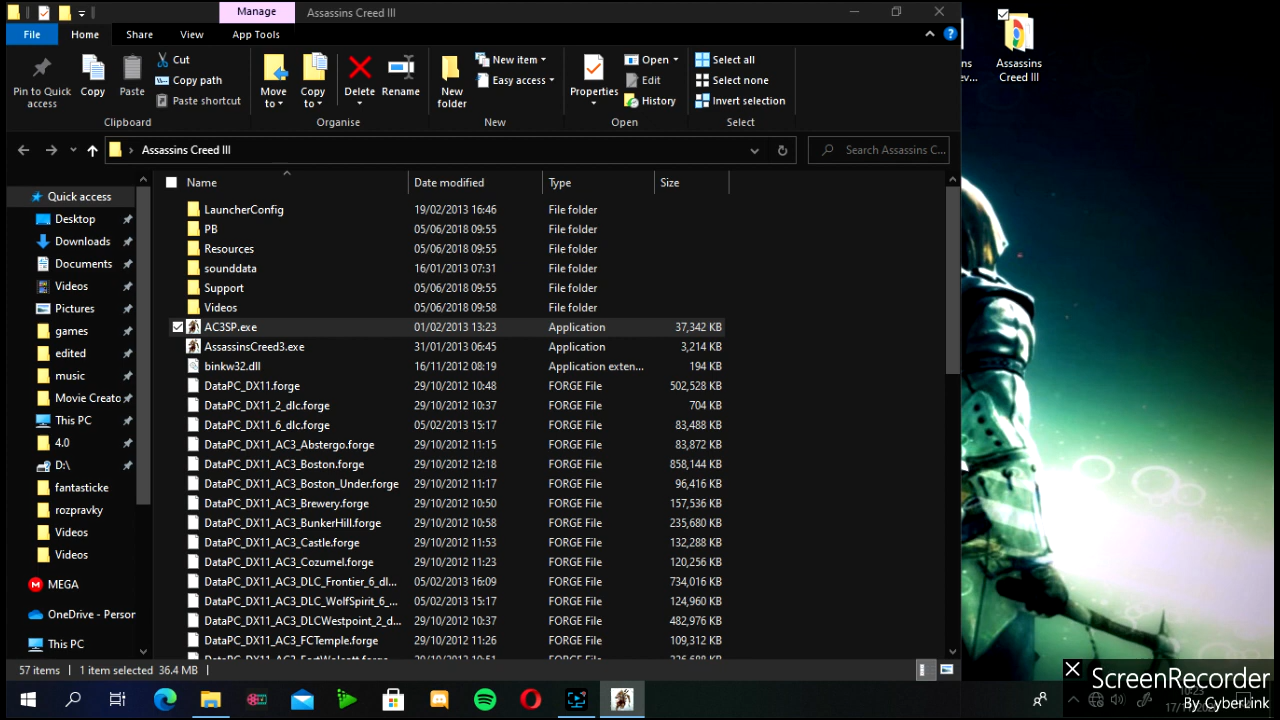 Manage
Assassins Creed III
File
Home
Share
View
App Tools
Pin to Quick access
Copy
Paste
Cut
Copy path
Paste shortcut
Clipboard
Move to
Copy to
Delete
Rename
Organise
New folder
New item
Easy access
New
Properties
Open
Edit
History
Open
Select all
Select none
Invert selection
Select
Assassins Creed III
Search Assassins C...
Quick access
Desktop
Downloads
Documents
Videos
Pictures
games
edited
music
Movie Creato
This PC
4.0
D:\
fantasticke
rozpravky
Videos
Videos
MEGA
OneDrive - Person
This PC
Name Date modified Type Size
LauncherConfig 19/02/2013 16:46 File folder
PB 05/06/2018 09:55 File folder
Resources 05/06/2018 09:55 File folder
sounddata 16/01/2013 07:31 File folder
Support 05/06/2018 09:55 File folder
Videos 05/06/2018 09:58 File folder
AC3SP.exe 01/02/2013 13:23 Application 37,342 KB
AssassinsCreed3.exe 31/01/2013 06:45 Application 3,214 KB
binkw32.dll 16/11/2012 08:19 Application exten... 194 KB
DataPC_DX11.forge 29/10/2012 10:48 FORGE File 502,528 KB
DataPC_DX11_2_dlc.forge 29/10/2012 10:37 FORGE File 704 KB
DataPC_DX11_6_dlc.forge 05/02/2013 15:17 FORGE File 83,488 KB
DataPC_DX11_AC3_Abstergo.forge 29/10/2012 11:15 FORGE File 83,872 KB
DataPC_DX11_AC3_Boston.forge 29/10/2012 12:18 FORGE File 858,144 KB
DataPC_DX11_AC3_Boston_Under.forge 29/10/2012 11:17 FORGE File 96,416 KB
DataPC_DX11_AC3_Brewery.forge 29/10/2012 10:50 FORGE File 157,536 KB
DataPC_DX11_AC3_BunkerHill.forge 29/10/2012 10:58 FORGE File 235,680 KB
DataPC_DX11_AC3_Castle.forge 29/10/2012 11:53 FORGE File 132,288 KB
DataPC_DX11_AC3_Cozumel.forge 29/10/2012 11:23 FORGE File 120,256 KB
DataPC_DX11_AC3_DLC_Frontier_6_dl... 05/02/2013 16:09 FORGE File 734,016 KB
DataPC_DX11_AC3_DLC_WolfSpirit_6_... 05/02/2013 15:17 FORGE File 124,960 KB
DataPC_DX11_AC3_DLCWestpoint_2_d... 29/10/2012 10:37 FORGE File 482,976 KB
DataPC_DX11_AC3_FCTemple.forge 29/10/2012 11:26 FORGE File 109,312 KB
57 items 1 item selected 36.4 MB
ns
ev...
Assassins
Creed III
ScreenRecorder
By CyberLink
10:23